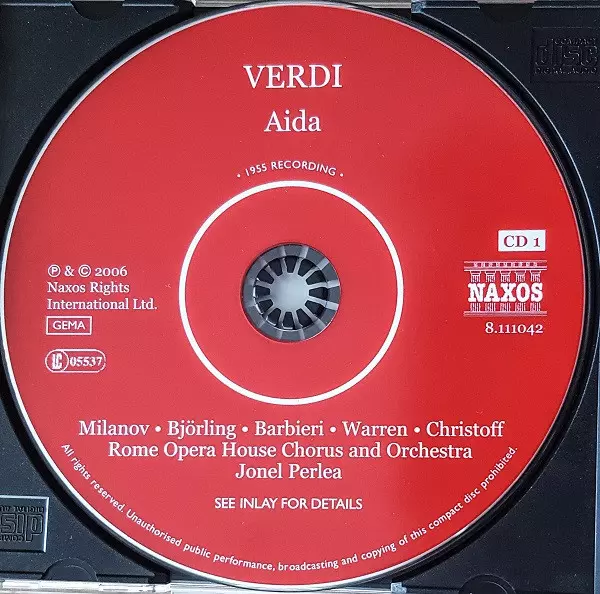 VERDI
Aida
• 1955 RECORDING •
CD 1
℗ & © 2006
Naxos Rights
International Ltd.
GEMA
LC 05537
NAXOS
8.111042
Milanov • Björling • Barbieri • Warren • Christoff
Rome Opera House Chorus and Orchestra
Jonel Perlea
SEE INLAY FOR DETAILS
All rights reserved. Unauthorised public performance, broadcasting and copying of this compact disc prohibited.
disc
disc